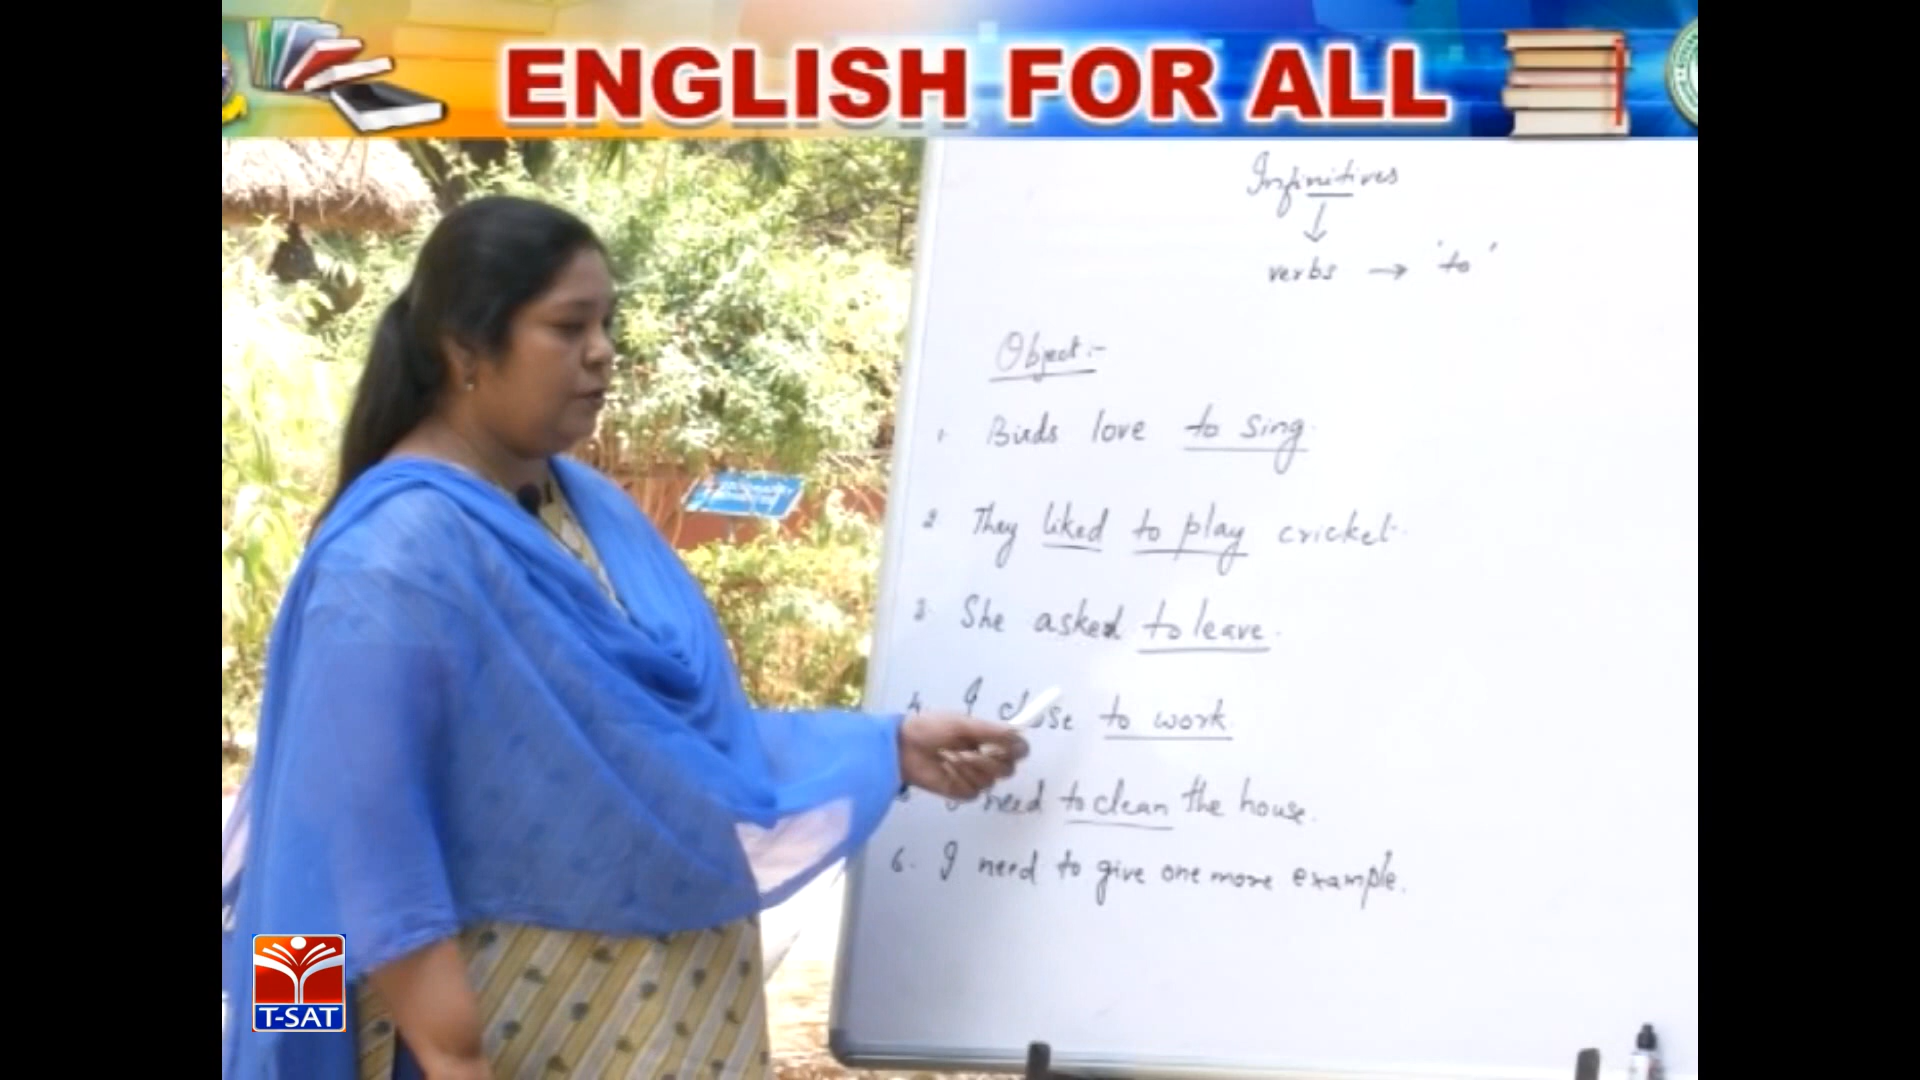 ENGLISH FOR ALL
Infinitives
verbs → 'to'
Object:-
1. Birds love to sing.
2. They liked to play cricket.
3. She asked to leave.
4. I to work.
need to clean the house.
6. I need to give one more example.
T-SAT